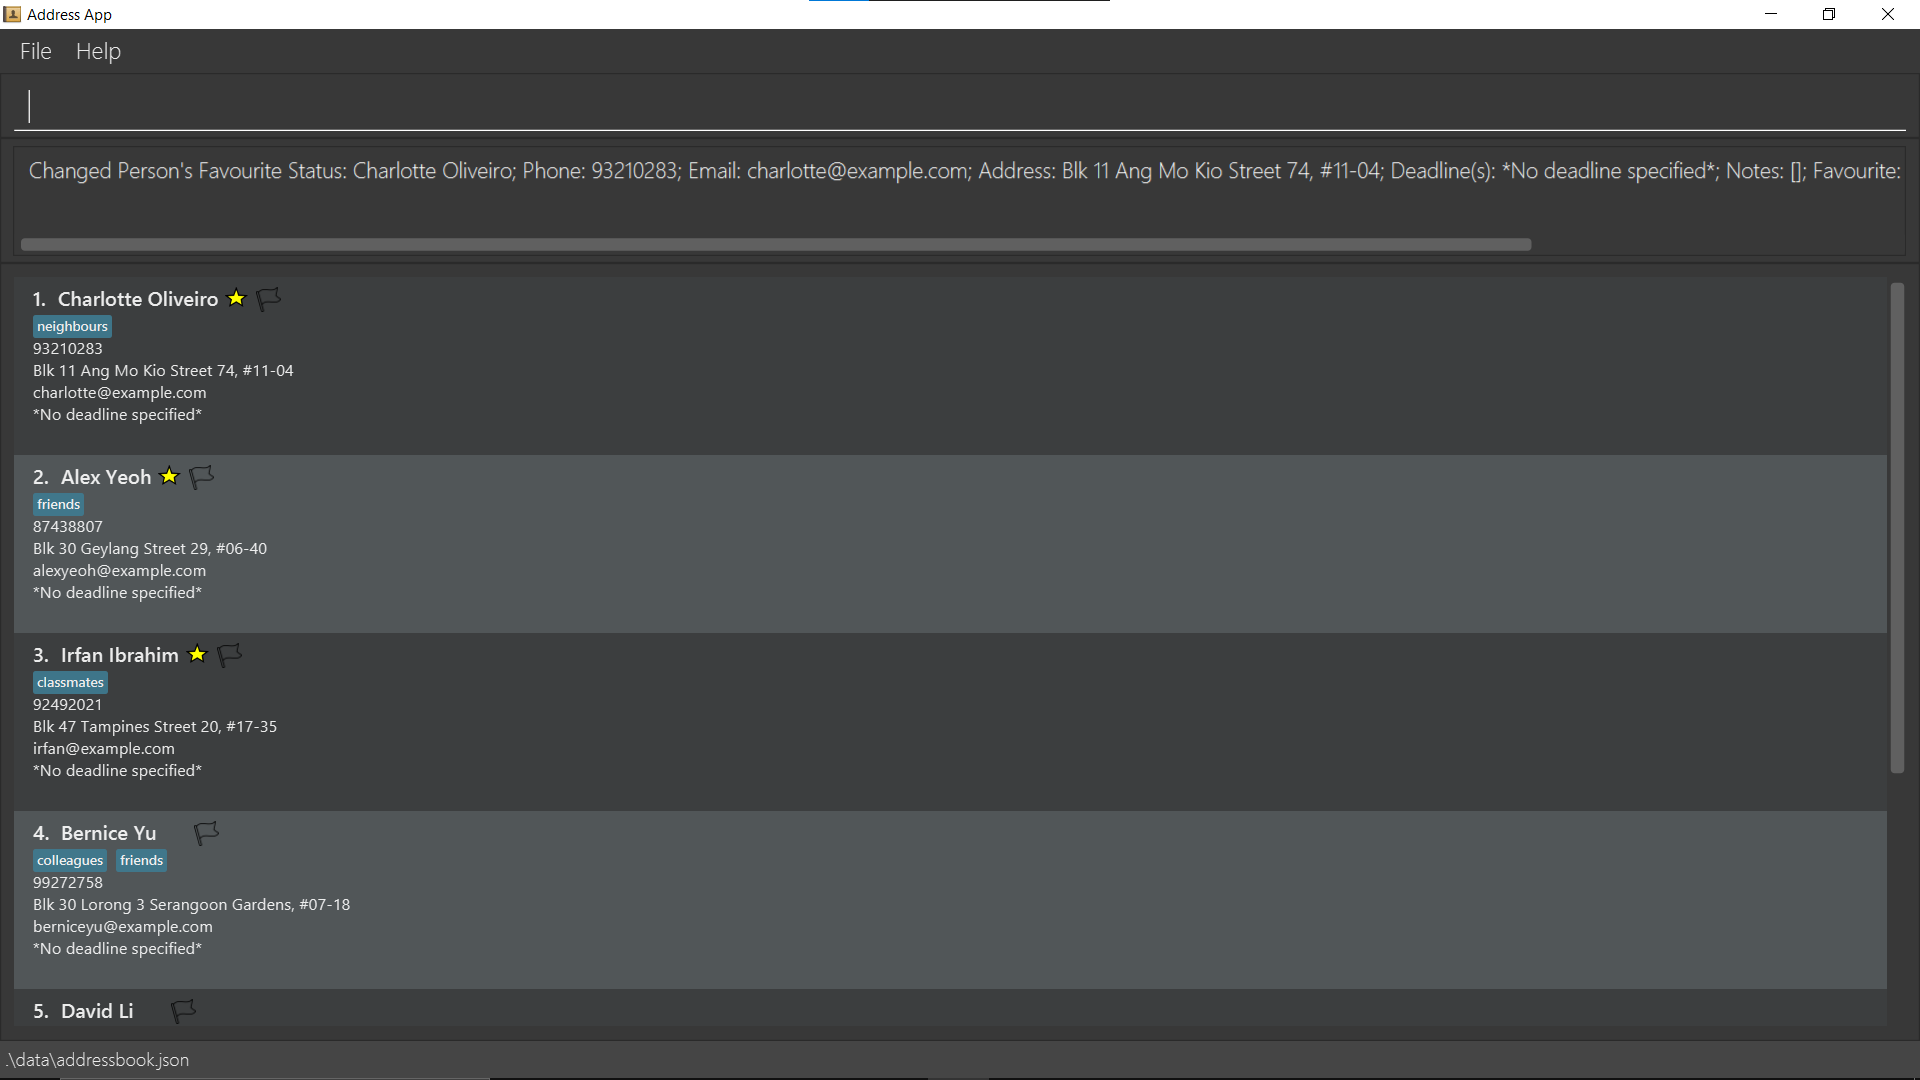 Address App
File Help
Changed Person's Favourite Status: Charlotte Oliveiro; Phone: 93210283; Email: charlotte@example.com; Address: Blk 11 Ang Mo Kio Street 74, #11-04; Deadline(s): *No deadline specified*; Notes: []; Favourite:
1. Charlotte Oliveiro
neighbours
93210283
Blk 11 Ang Mo Kio Street 74, #11-04
charlotte@example.com
*No deadline specified*
2. Alex Yeoh
friends
87438807
Blk 30 Geylang Street 29, #06-40
alexyeoh@example.com
*No deadline specified*
3. Irfan Ibrahim
classmates
92492021
Blk 47 Tampines Street 20, #17-35
irfan@example.com
*No deadline specified*
4. Bernice Yu
colleagues friends
99272758
Blk 30 Lorong 3 Serangoon Gardens, #07-18
berniceyu@example.com
*No deadline specified*
5. David Li
.\data\addressbook.json